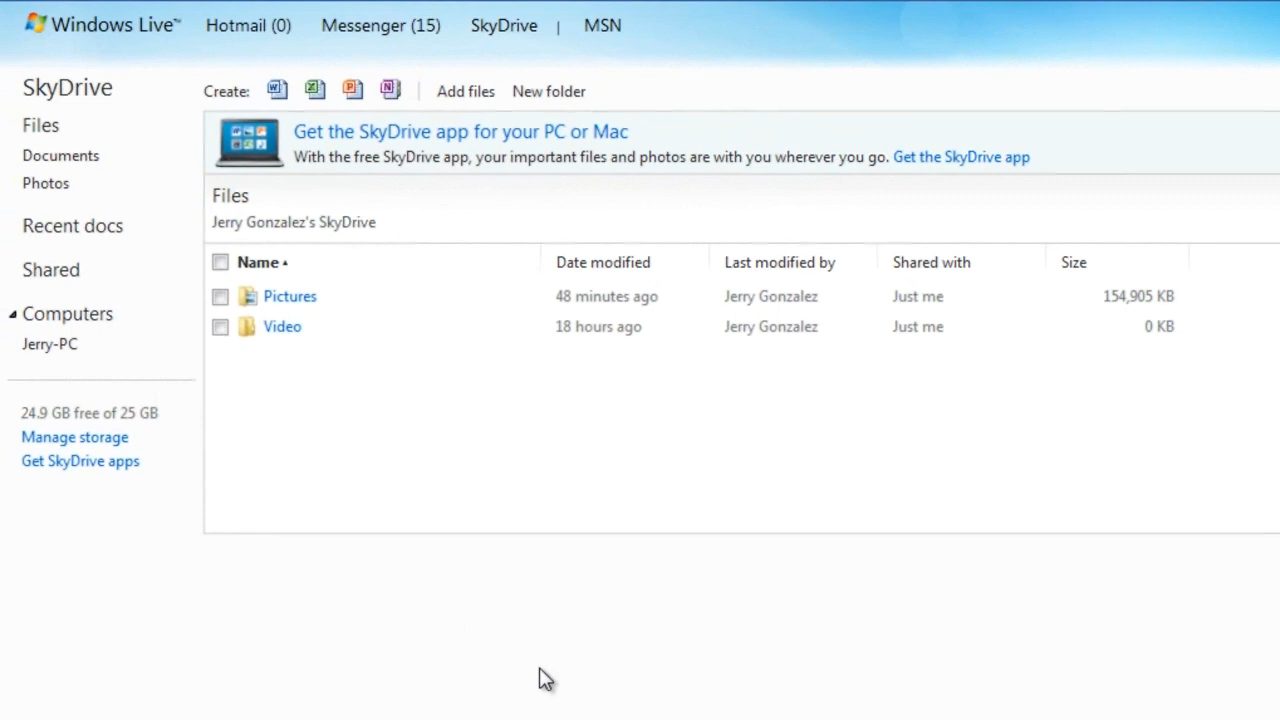 Windows Live™ Hotmail (0) Messenger (15) SkyDrive | MSN
SkyDrive
Files
Documents
Photos
Recent docs
Shared
Computers
Jerry-PC
24.9 GB free of 25 GB
Manage storage
Get SkyDrive apps
Create: Add files New folder
Get the SkyDrive app for your PC or Mac
With the free SkyDrive app, your important files and photos are with you wherever you go. Get the SkyDrive app
Files
Jerry Gonzalez's SkyDrive
Name Date modified Last modified by Shared with Size
Pictures 48 minutes ago Jerry Gonzalez Just me 154,905 KB
Video 18 hours ago Jerry Gonzalez Just me 0 KB